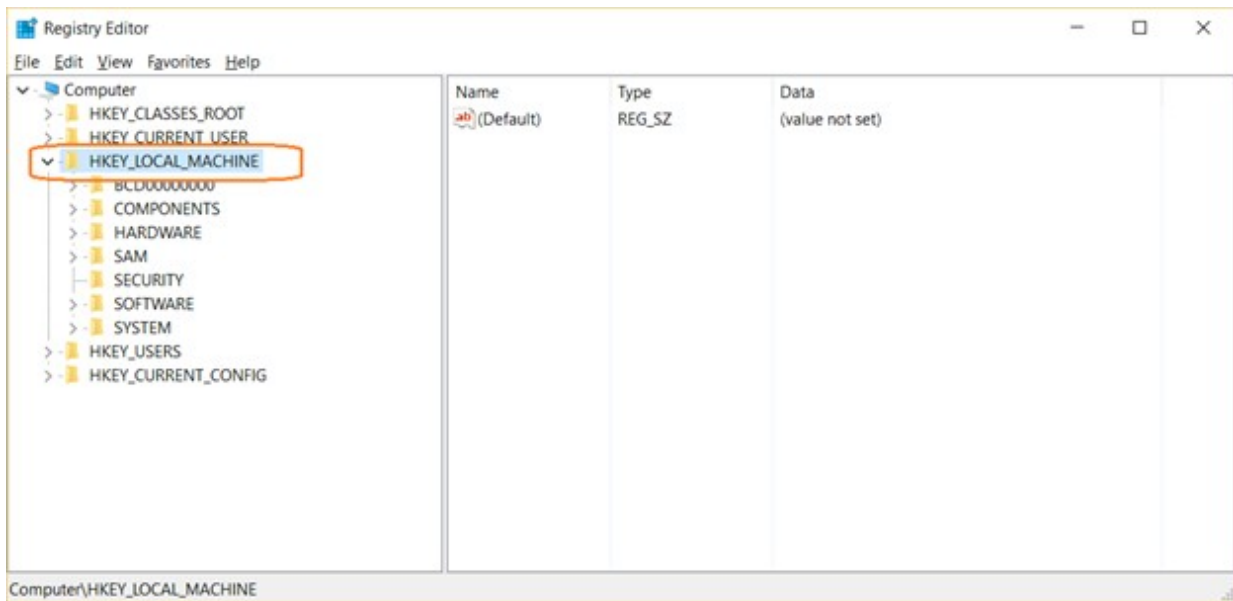 Registry Editor
File Edit View Favorites Help
Computer
HKEY_CLASSES_ROOT
HKEY_CURRENT_USER
HKEY_LOCAL_MACHINE
BCD00000000
COMPONENTS
HARDWARE
SAM
SECURITY
SOFTWARE
SYSTEM
HKEY_USERS
HKEY_CURRENT_CONFIG
Name Type Data
ab (Default) REG_SZ (value not set)
Computer\HKEY_LOCAL_MACHINE